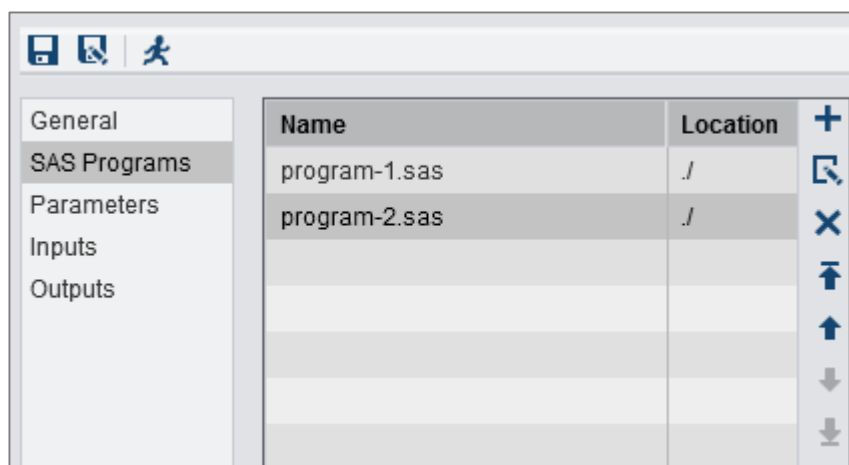 General
SAS Programs
Parameters
Inputs
Outputs
Name Location
program-1.sas ./
program-2.sas ./